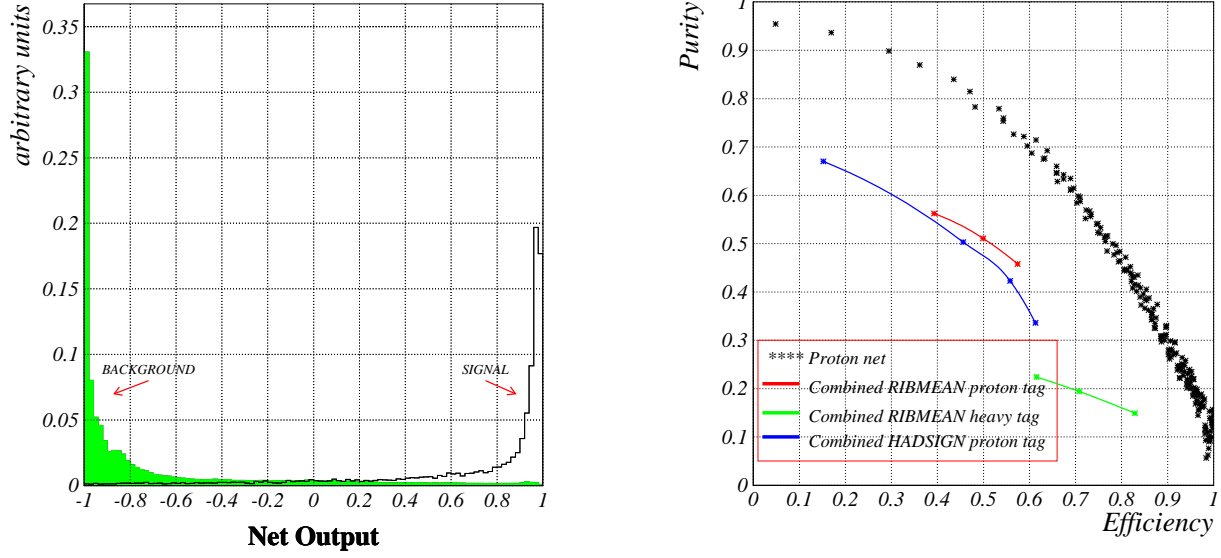 arbitrary units
0.35
0.3
0.25
0.2
0.15
0.1
0.05
0
BACKGROUND
SIGNAL
-1 -0.8 -0.6 -0.4 -0.2 0 0.2 0.4 0.6 0.8 1
Net Output
Purity
1
0.9
0.8
0.7
0.6
0.5
0.4
0.3
0.2
0.1
0
**** Proton net
Combined RIBMEAN proton tag
Combined RIBMEAN heavy tag
Combined HADSIGN proton tag
0 0.1 0.2 0.3 0.4 0.5 0.6 0.7 0.8 0.9 1
Efficiency